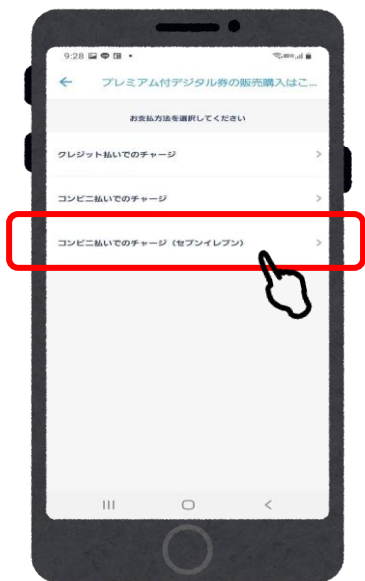 9:28
プレミアム付デジタル券の販売購入はこ...
お支払方法を選択してください
クレジット払いでのチャージ
コンビニ払いでのチャージ
コンビニ払いでのチャージ（セブンイレブン）